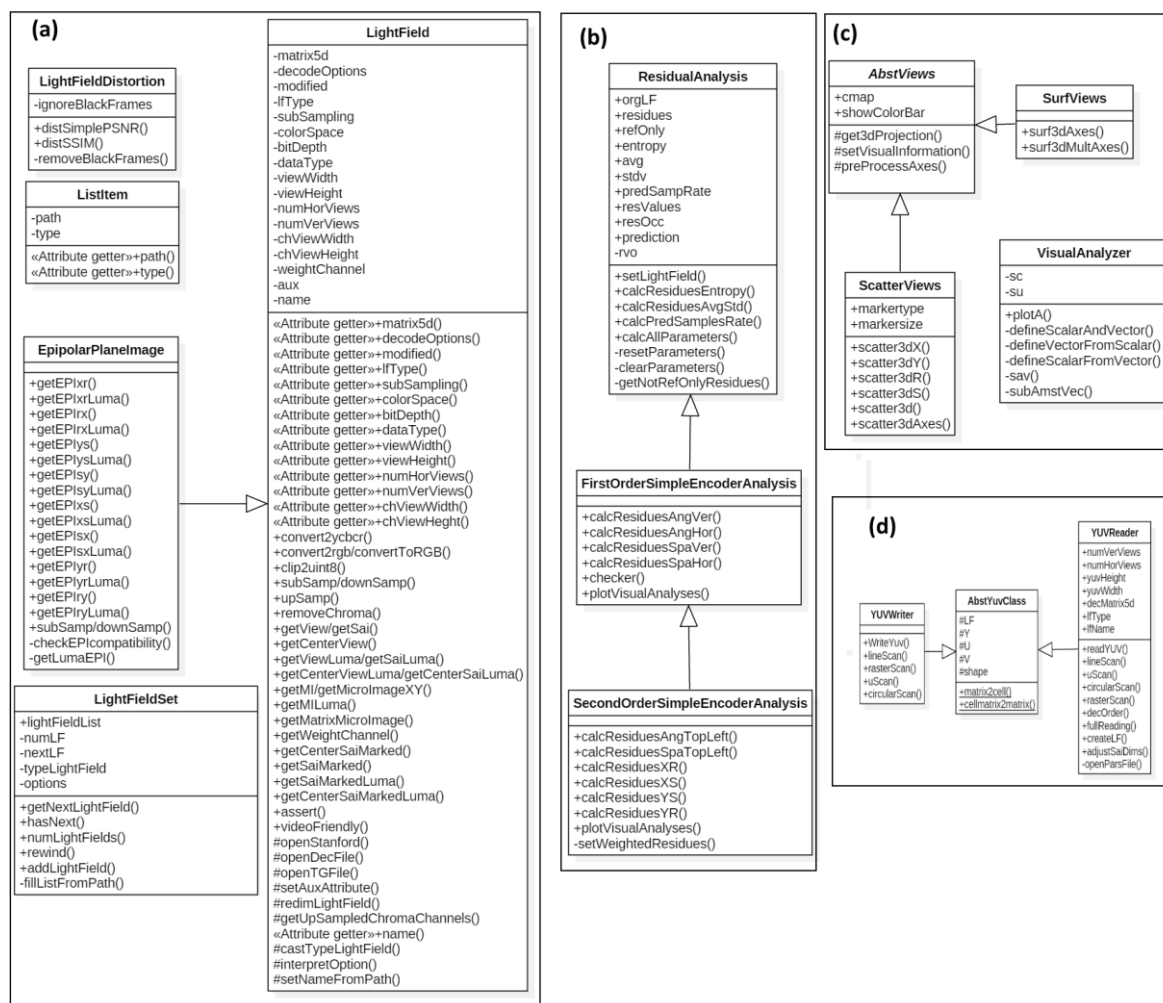 (a)
LightFieldDistortion
-ignoreBlackFrames
+distSimplePSNR()
+distSSIM()
-removeBlackFrames()
ListItem
-path
-type
«Attribute getter»+path()
«Attribute getter»+type()
EpipolarPlaneImage
+getEPIxr()
+getEPIxrLuma()
+getEPIrx()
+getEPIrxLuma()
+getEPIys()
+getEPIysLuma()
+getEPIsy()
+getEPIsyLuma()
+getEPIxs()
+getEPIxsLuma()
+getEPIsx()
+getEPIsxLuma()
+getEPIyr()
+getEPIyrLuma()
+getEPIry()
+getEPIryLuma()
+subSamp/downSamp()
-checkEPIcompatibility()
-getLumaEPI()
LightFieldSet
+lightFieldList
-numLF
-nextLF
-typeLightField
-options
+getNextLightField()
+hasNext()
+numLightFields()
+rewind()
+addLightField()
-fillListFromPath()
LightField
-matrix5d
-decodeOptions
-modified
-lfType
-subSampling
-colorSpace
-bitDepth
-dataType
-viewWidth
-viewHeight
-numHorViews
-numVerViews
-chViewWidth
-chViewHeight
-weightChannel
-aux
-name
«Attribute getter»+matrix5d()
«Attribute getter»+decodeOptions()
«Attribute getter»+modified()
«Attribute getter»+lfType()
«Attribute getter»+subSampling()
«Attribute getter»+colorSpace()
«Attribute getter»+bitDepth()
«Attribute getter»+dataType()
«Attribute getter»+viewWidth()
«Attribute getter»+viewHeight()
«Attribute getter»+numHorViews()
«Attribute getter»+numVerViews()
«Attribute getter»+chViewWidth()
«Attribute getter»+chViewHeght()
+convert2ycbcr()
+convert2rgb/convertToRGB()
+clip2uint8()
+subSamp/downSamp()
+upSamp()
+removeChroma()
+getView/getSai()
+getCenterView()
+getViewLuma/getSaiLuma()
+getCenterViewLuma/getCenterSaiLuma()
+getMI/getMicroImageXY()
+getMILuma()
+getMatrixMicroImage()
+getWeightChannel()
+getCenterSaiMarked()
+getSaiMarked()
+getSaiMarkedLuma()
+getCenterSaiMarkedLuma()
+assert()
+videoFriendly()
#openStanford()
#openDecFile()
#openTGFile()
#setAuxAttribute()
#redimLightField()
#getUpSampledChromaChannels()
«Attribute getter»+name()
#castTypeLightField()
#interpretOption()
#setNameFromPath()
(b)
ResidualAnalysis
+orgLF
+residues
+refOnly
+entropy
+avg
+stdv
+predSampRate
+resValues
+resOcc
+prediction
-rvo
+setLightField()
+calcResiduesEntropy()
+calcResiduesAvgStd()
+calcPredSamplesRate()
+calcAllParameters()
-resetParameters()
-clearParameters()
-getNotRefOnlyResidues()
FirstOrderSimpleEncoderAnalysis
+calcResiduesAngVer()
+calcResiduesAngHor()
+calcResiduesSpaVer()
+calcResiduesSpaHor()
+checker()
+plotVisualAnalyses()
SecondOrderSimpleEncoderAnalysis
+calcResiduesAngTopLeft()
+calcResiduesSpaTopLeft()
+calcResiduesXR()
+calcResiduesXS()
+calcResiduesYS()
+calcResiduesYR()
+plotVisualAnalyses()
-setWeightedResidues()
(c)
AbstViews
+cmap
+showColorBar
#get3dProjection()
#setVisualInformation()
#preProcessAxes()
SurfViews
+surf3dAxes()
+surf3dMultAxes()
ScatterViews
+markertype
+markersize
+scatter3dX()
+scatter3dY()
+scatter3dR()
+scatter3dS()
+scatter3d()
+scatter3dAxes()
VisualAnalyzer
-sc
-su
+plotA()
-defineScalarAndVector()
-defineVectorFromScalar()
-defineScalarFromVector()
-sav()
-subAmstVec()
(d)
YUVWriter
+WriteYuv()
+lineScan()
+rasterScan()
+uScan()
+circularScan()
AbstYuvClass
#LF
#Y
#U
#V
#shape
+matrix2cell()
+cellmatrix2matrix()
YUVReader
+numVerViews
+numHorViews
+yuvHeight
+yuvWidth
+decMatrix5d
+lfType
+lfName
+readYUV()
+lineScan()
+uScan()
+circularScan()
+rasterScan()
+decOrder()
+fullReading()
+createLF()
+adjustSaiDims()
-openParsFile()